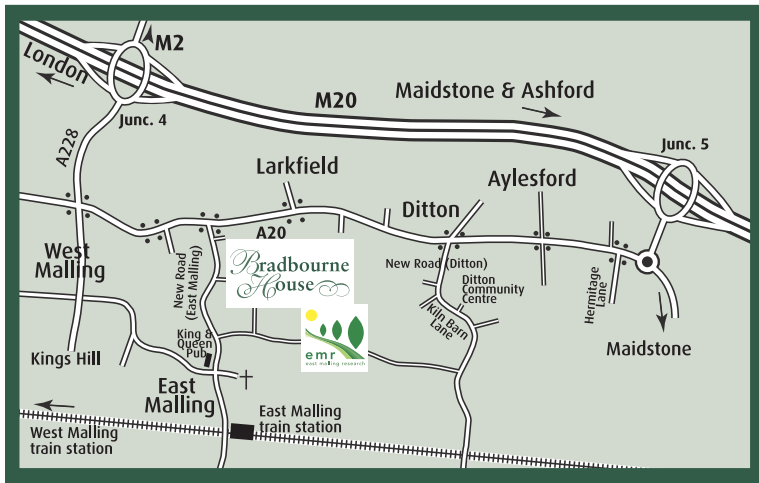 M2
London
M20
Maidstone & Ashford
Junc. 4
Junc. 5
A228
Larkfield
Aylesford
Ditton
A20
West
Malling
New Road
(East Malling)
Bradbourne
House
New Road (Ditton)
Ditton
Community
Centre
Hermitage
Lane
Kiln Barn
Lane
King &
Queen
Pub
emr
east malling research
Maidstone
Kings Hill
East
Malling
East Malling
train station
West Malling
train station